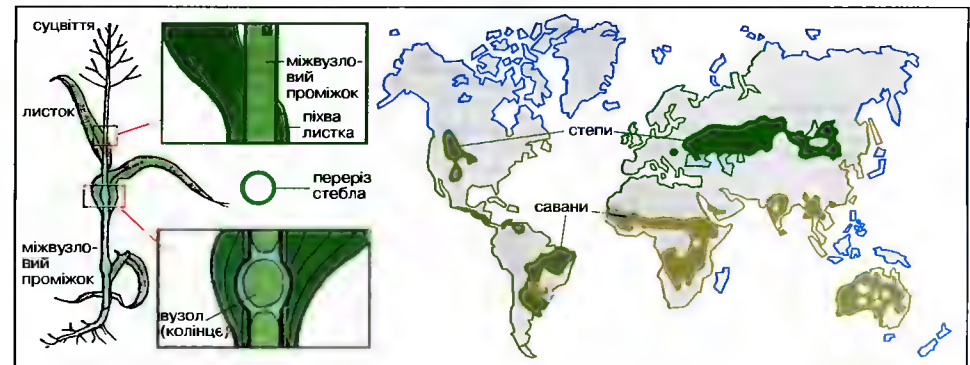 суцвіття
листок
міжвузло-
вий
проміжок
піхва
листка
переріз
стебла
міжвузло-
вий
проміжок
вузол
(колінце)
степи
савани